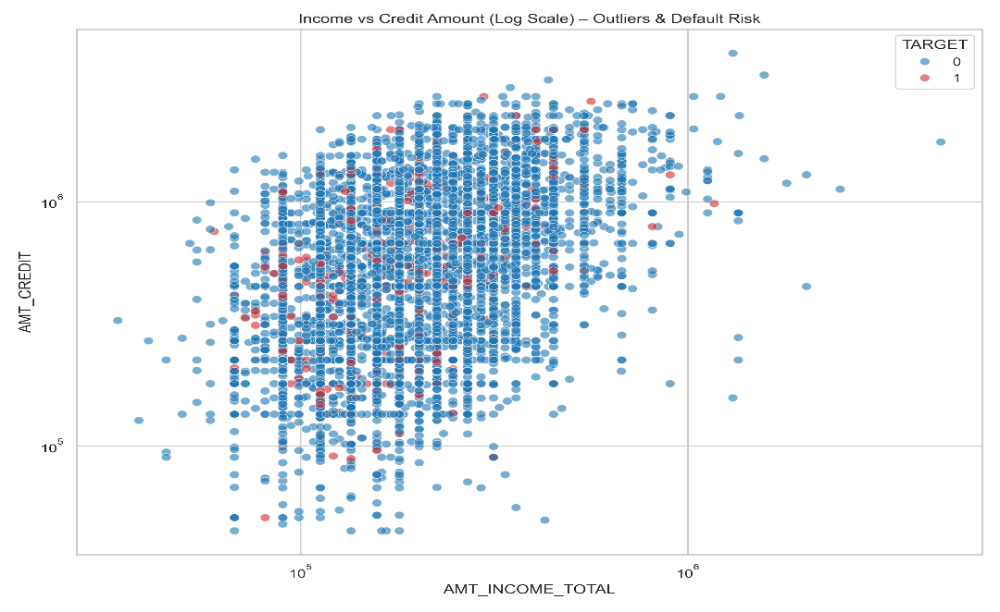 Income vs Credit Amount (Log Scale) – Outliers & Default Risk
TARGET
0
1
10⁶
10⁵
AMT_CREDIT
10⁵
10⁶
AMT_INCOME_TOTAL